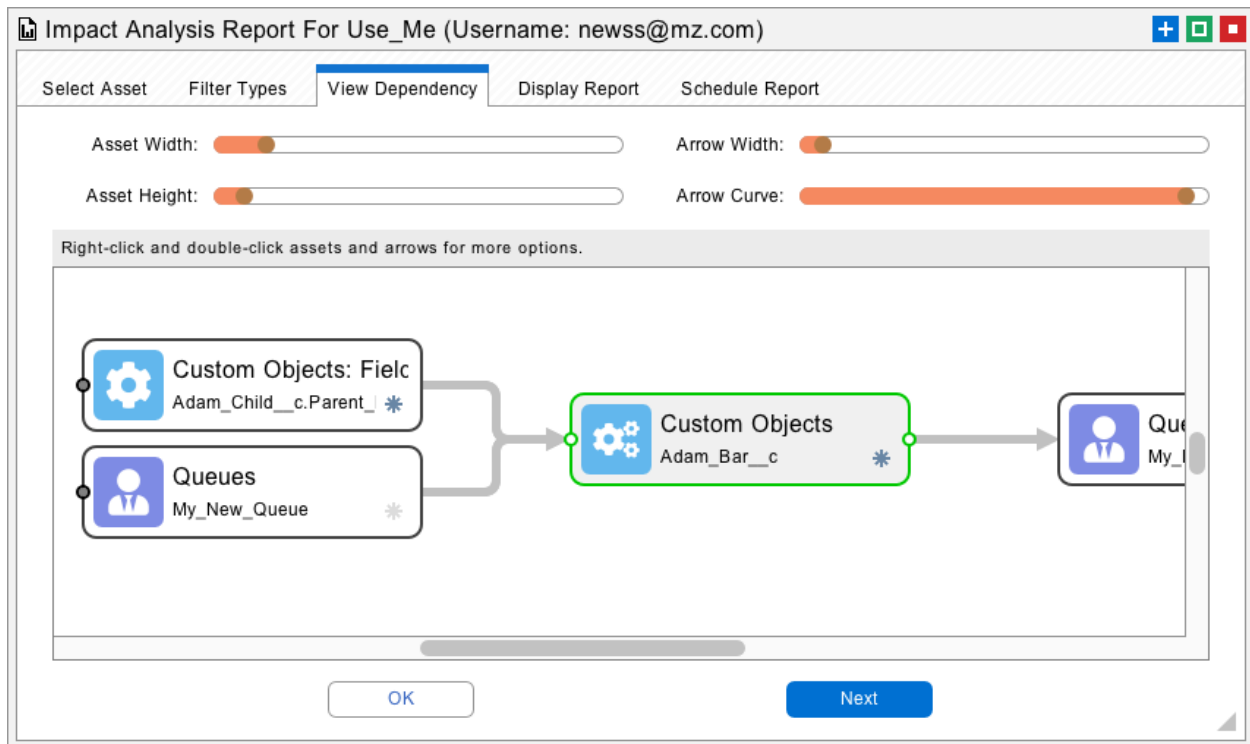 Impact Analysis Report For Use_Me (Username: newss@mz.com)
Select Asset Filter Types View Dependency Display Report Schedule Report
Asset Width: Arrow Width:
Asset Height: Arrow Curve:
Right-click and double-click assets and arrows for more options.
Custom Objects:
Adam_Child__c.Parent_
Queues
My_New_Queue
Custom Objects
Adam_Bar__c
OK Next